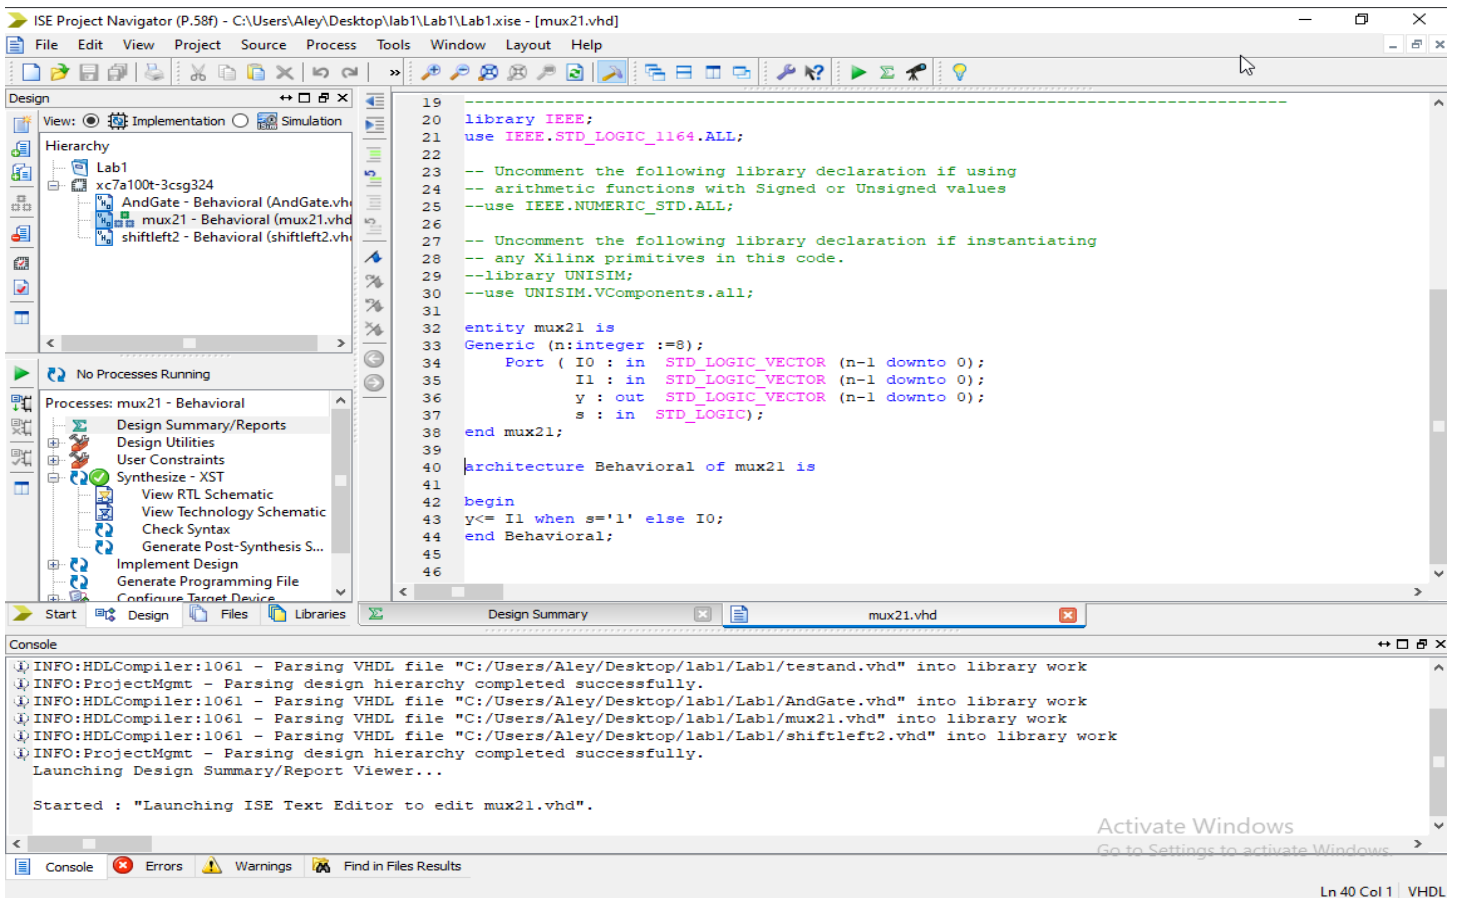 ISE Project Navigator (P.58f) - C:\Users\Aley\Desktop\lab1\Lab1\Lab1.xise - [mux21.vhd]
File Edit View Project Source Process Tools Window Layout Help
Design
View: Implementation Simulation
Hierarchy
Lab1
xc7a100t-3csg324
AndGate - Behavioral (AndGate.vh
mux21 - Behavioral (mux21.vhd
shiftleft2 - Behavioral (shiftleft2.vh
No Processes Running
Processes: mux21 - Behavioral
Design Summary/Reports
Design Utilities
User Constraints
Synthesize - XST
View RTL Schematic
View Technology Schematic
Check Syntax
Generate Post-Synthesis S...
Implement Design
Generate Programming File
Configure Target Device
Start Design Files Libraries
19 ----------------------------------------------------------------------------------
20 library IEEE;
21 use IEEE.STD_LOGIC_1164.ALL;
22
23 -- Uncomment the following library declaration if using
24 -- arithmetic functions with Signed or Unsigned values
25 --use IEEE.NUMERIC_STD.ALL;
26
27 -- Uncomment the following library declaration if instantiating
28 -- any Xilinx primitives in this code.
29 --library UNISIM;
30 --use UNISIM.VComponents.all;
31
32 entity mux21 is
33 Generic (n:integer :=8);
34 Port ( I0 : in STD_LOGIC_VECTOR (n-1 downto 0);
35 I1 : in STD_LOGIC_VECTOR (n-1 downto 0);
36 y : out STD_LOGIC_VECTOR (n-1 downto 0);
37 s : in STD_LOGIC);
38 end mux21;
39
40 architecture Behavioral of mux21 is
41
42 begin
43 y<= I1 when s='1' else I0;
44 end Behavioral;
45
46
Design Summary mux21.vhd
Console
INFO:HDLCompiler:1061 - Parsing VHDL file "C:/Users/Aley/Desktop/lab1/Lab1/testand.vhd" into library work
INFO:ProjectMgmt - Parsing design hierarchy completed successfully.
INFO:HDLCompiler:1061 - Parsing VHDL file "C:/Users/Aley/Desktop/lab1/Lab1/AndGate.vhd" into library work
INFO:HDLCompiler:1061 - Parsing VHDL file "C:/Users/Aley/Desktop/lab1/Lab1/mux21.vhd" into library work
INFO:HDLCompiler:1061 - Parsing VHDL file "C:/Users/Aley/Desktop/lab1/Lab1/shiftleft2.vhd" into library work
INFO:ProjectMgmt - Parsing design hierarchy completed successfully.
Launching Design Summary/Report Viewer...
Started : "Launching ISE Text Editor to edit mux21.vhd".
Activate Windows
Go to Settings to activate Windows.
Console Errors Warnings Find in Files Results
Ln 40 Col 1 VHDL